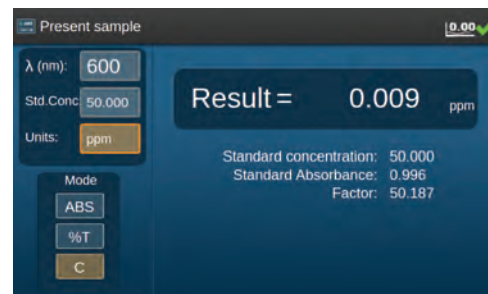 Present sample
0.00
λ (nm): 600
Std.Conc 50.000
Units: ppm
Mode
ABS
%T
C
Result = 0.009 ppm
Standard concentration: 50.000
Standard Absorbance: 0.996
Factor: 50.187